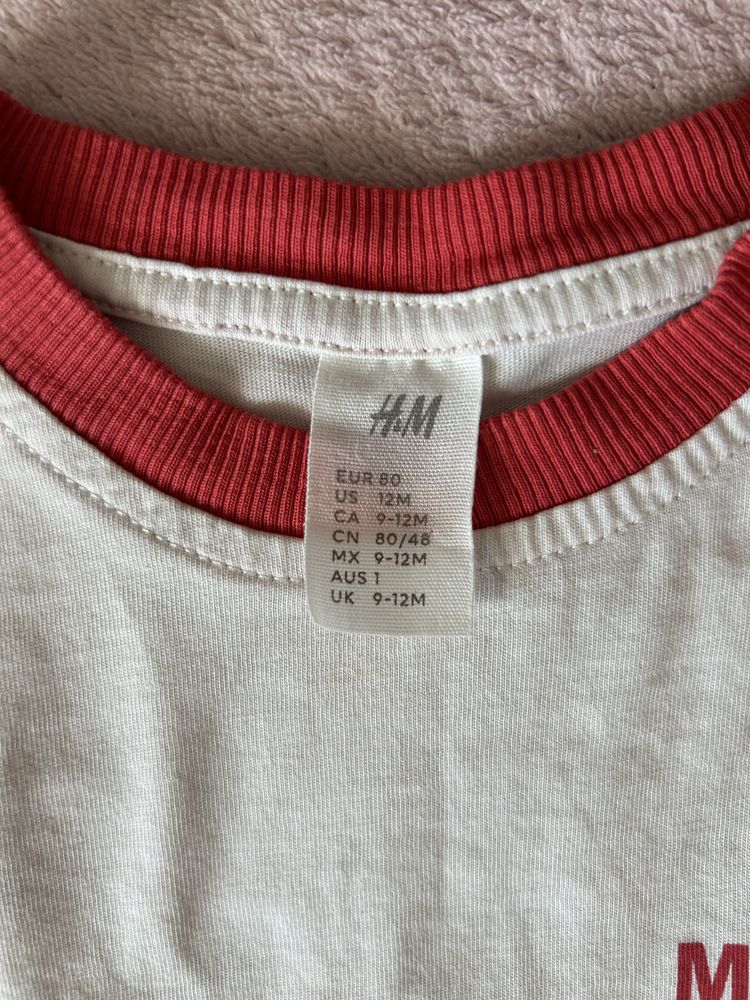 H&M
EUR 80
US 12M
CA 9-12M
CN 80/48
MX 9-12M
AUS 1
UK 9-12M
M